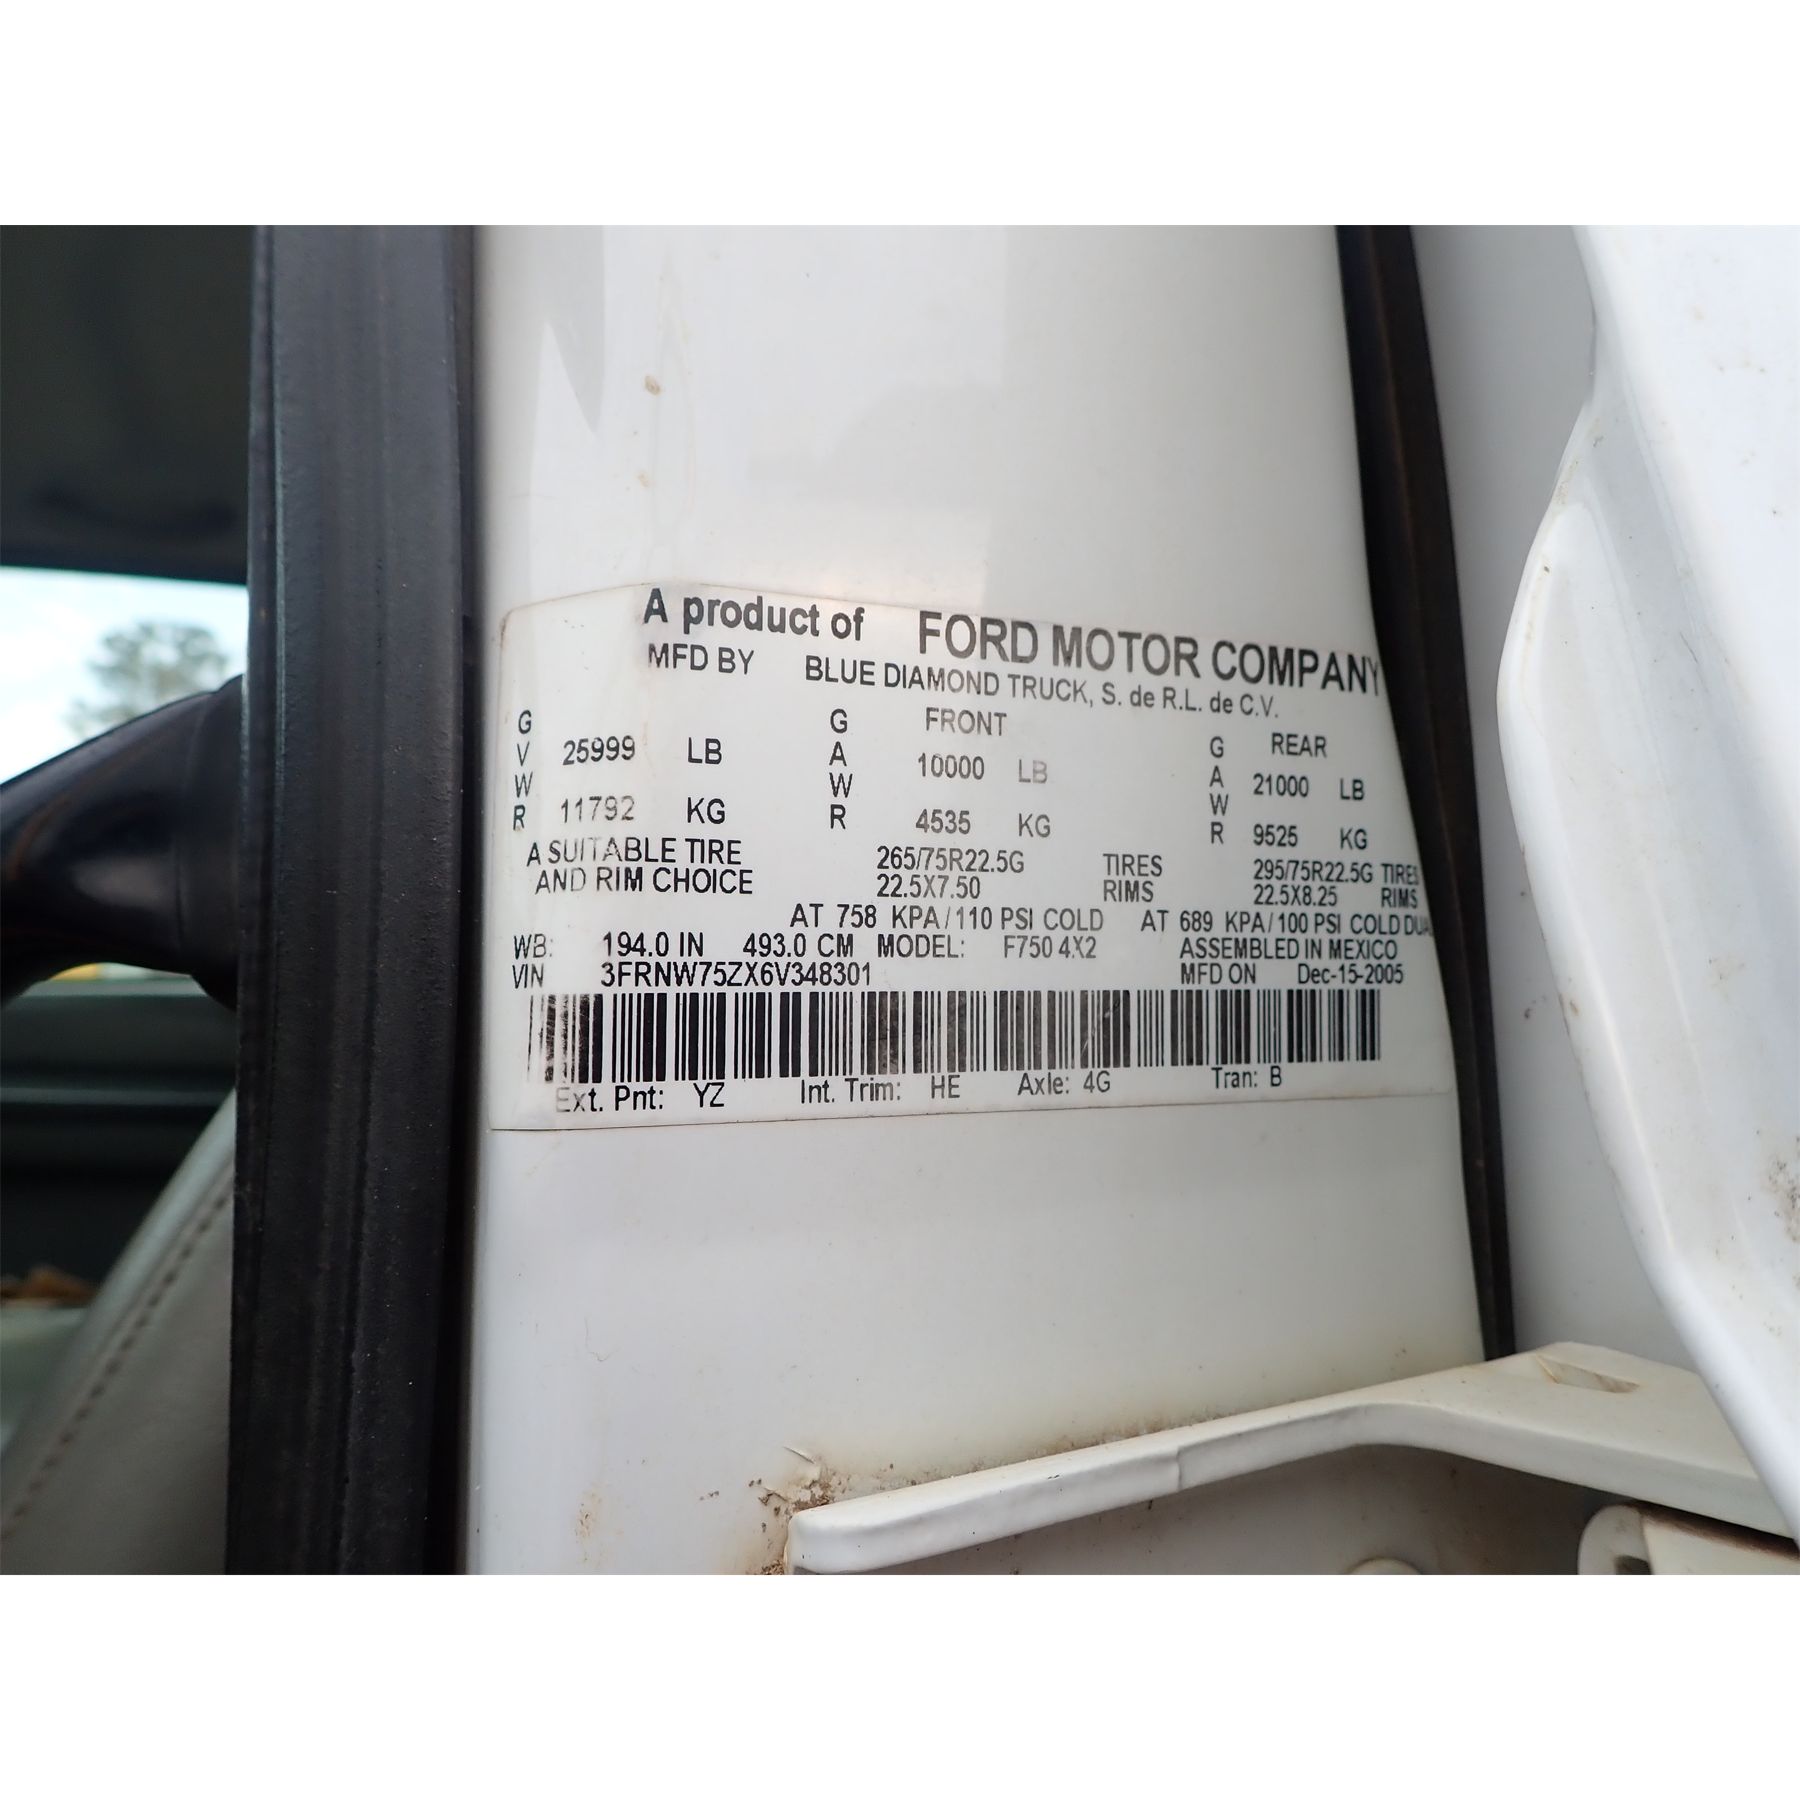 A product of FORD MOTOR COMPANY
MFD BY BLUE DIAMOND TRUCK, S. de R.L. de C.V.
G G FRONT G REAR
V 25999 LB A 10000 LB A 21000 LB
W W W
R 11792 KG R 4535 KG R 9525 KG
A SUITABLE TIRE 265/75R22.5G TIRES 295/75R22.5G TIRES
AND RIM CHOICE 22.5X7.50 RIMS 22.5X8.25 RIMS
AT 758 KPA/110 PSI COLD AT 689 KPA/100 PSI COLD DUAL
WB: 194.0 IN 493.0 CM MODEL: F750 4X2 ASSEMBLED IN MEXICO
VIN 3FRNW75ZX6V348301 MFD ON Dec-15-2005
Ext. Pnt: YZ Int. Trim: HE Axle: 4G Tran: B